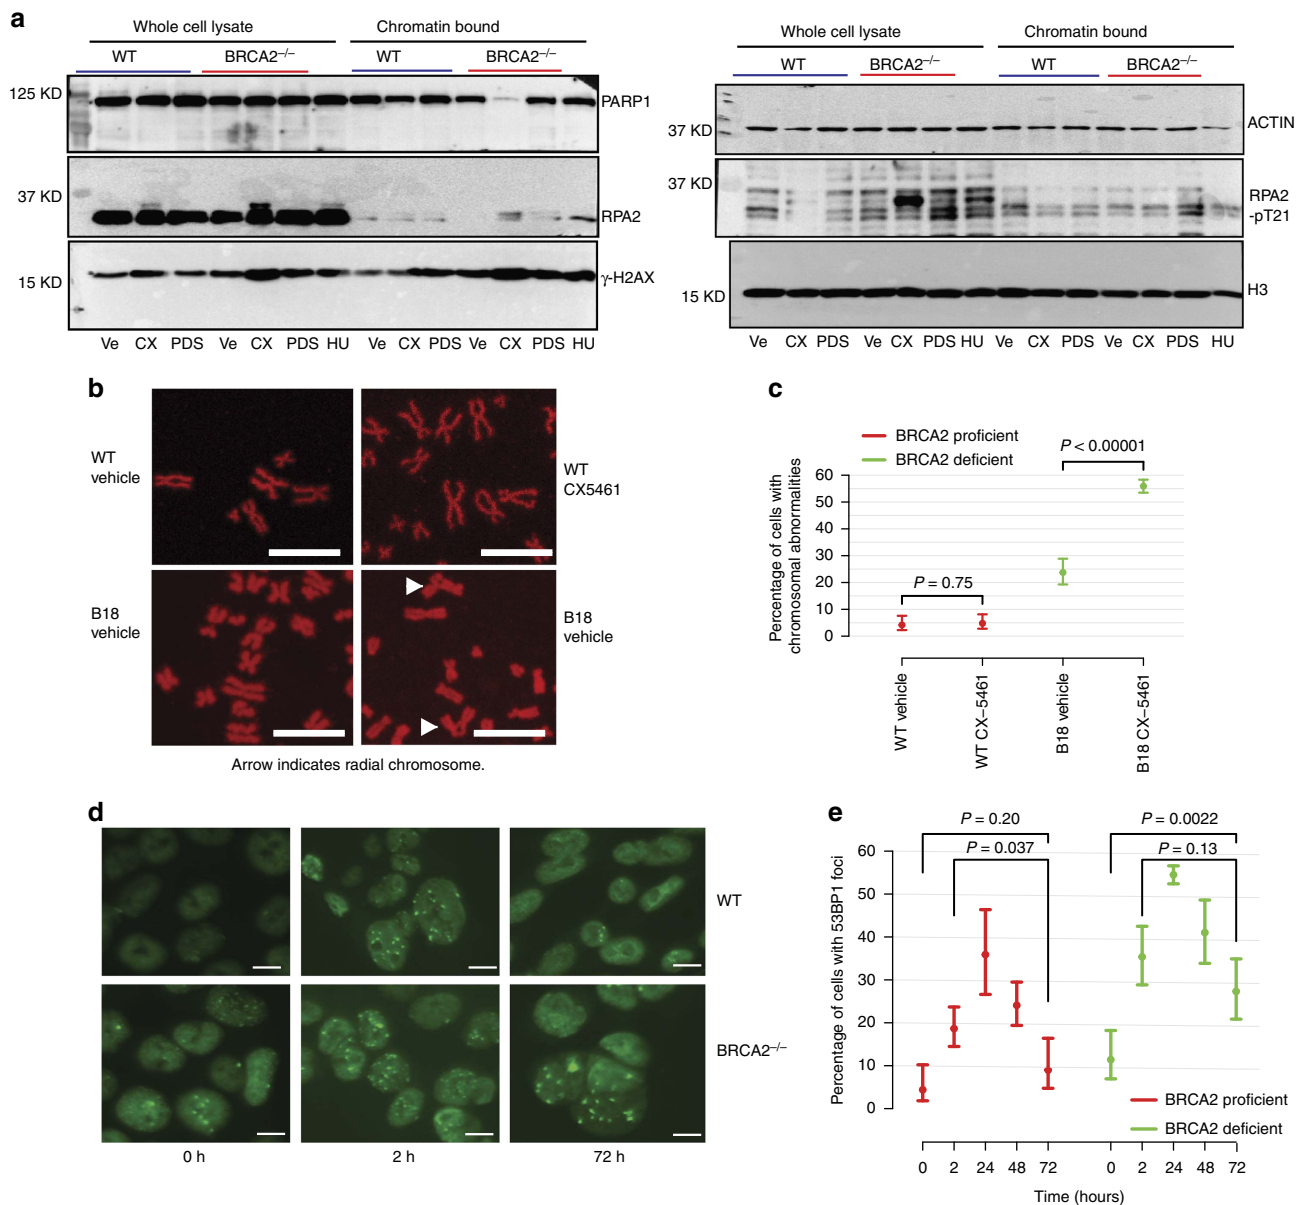 a
Whole cell lysate Chromatin bound
WT BRCA2–/– WT BRCA2–/–
125 KD PARP1
37 KD RPA2
15 KD γ-H2AX
Ve CX PDS Ve CX PDS HU Ve CX PDS Ve CX PDS HU
Whole cell lysate Chromatin bound
WT BRCA2–/– WT BRCA2–/–
37 KD ACTIN
37 KD RPA2
-pT21
15 KD H3
Ve CX PDS Ve CX PDS HU Ve CX PDS Ve CX PDS HU
b
WT
vehicle
WT
CX5461
B18
vehicle
B18
vehicle
Arrow indicates radial chromosome.
c
BRCA2 proficient
BRCA2 deficient
P < 0.00001
P = 0.75
Percentage of cells with
chromosomal abnormalities
60
50
40
30
20
10
0
WT vehicle
WT CX–5461
B18 vehicle
B18 CX–5461
d
WT
BRCA2–/–
0 h 2 h 72 h
e
P = 0.20 P = 0.0022
P = 0.037 P = 0.13
Percentage of cells with 53BP1 foci
60
50
40
30
20
10
0
BRCA2 proficient
BRCA2 deficient
0 2 24 48 72 0 2 24 48 72
Time (hours)